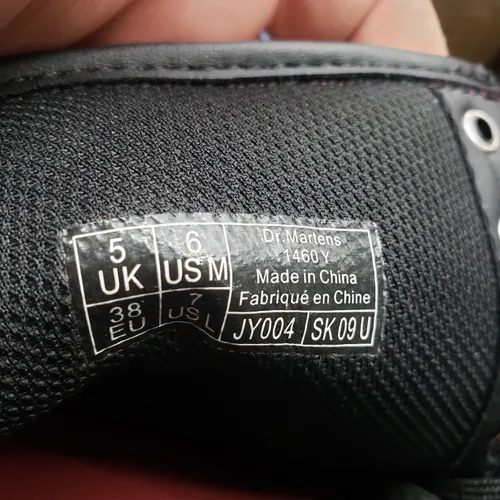 5
UK
6
US M
38
EU
7
US L
Dr.Martens
1460Y
Made in China
Fabriqué en Chine
JY004
SK 09 U